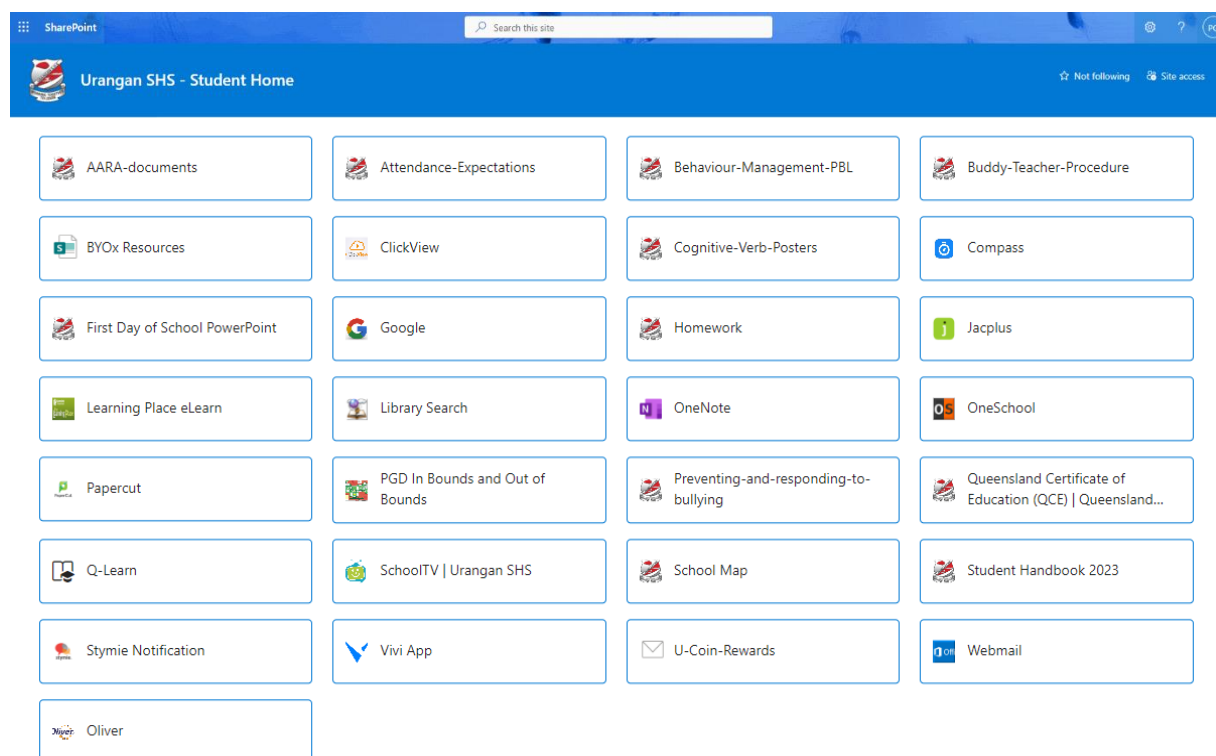 SharePoint
Search this site
?
Urangan SHS - Student Home
Not following
Site access
AARA-documents
Attendance-Expectations
Behaviour-Management-PBL
Buddy-Teacher-Procedure
BYOx Resources
ClickView
Cognitive-Verb-Posters
Compass
First Day of School PowerPoint
Google
Homework
Jacplus
Learning Place eLearn
Library Search
OneNote
OneSchool
Papercut
PGD In Bounds and Out of
Bounds
Preventing-and-responding-to-
bullying
Queensland Certificate of
Education (QCE) | Queensland...
Q-Learn
SchoolTV | Urangan SHS
School Map
Student Handbook 2023
Stymie Notification
Vivi App
U-Coin-Rewards
Webmail
Oliver